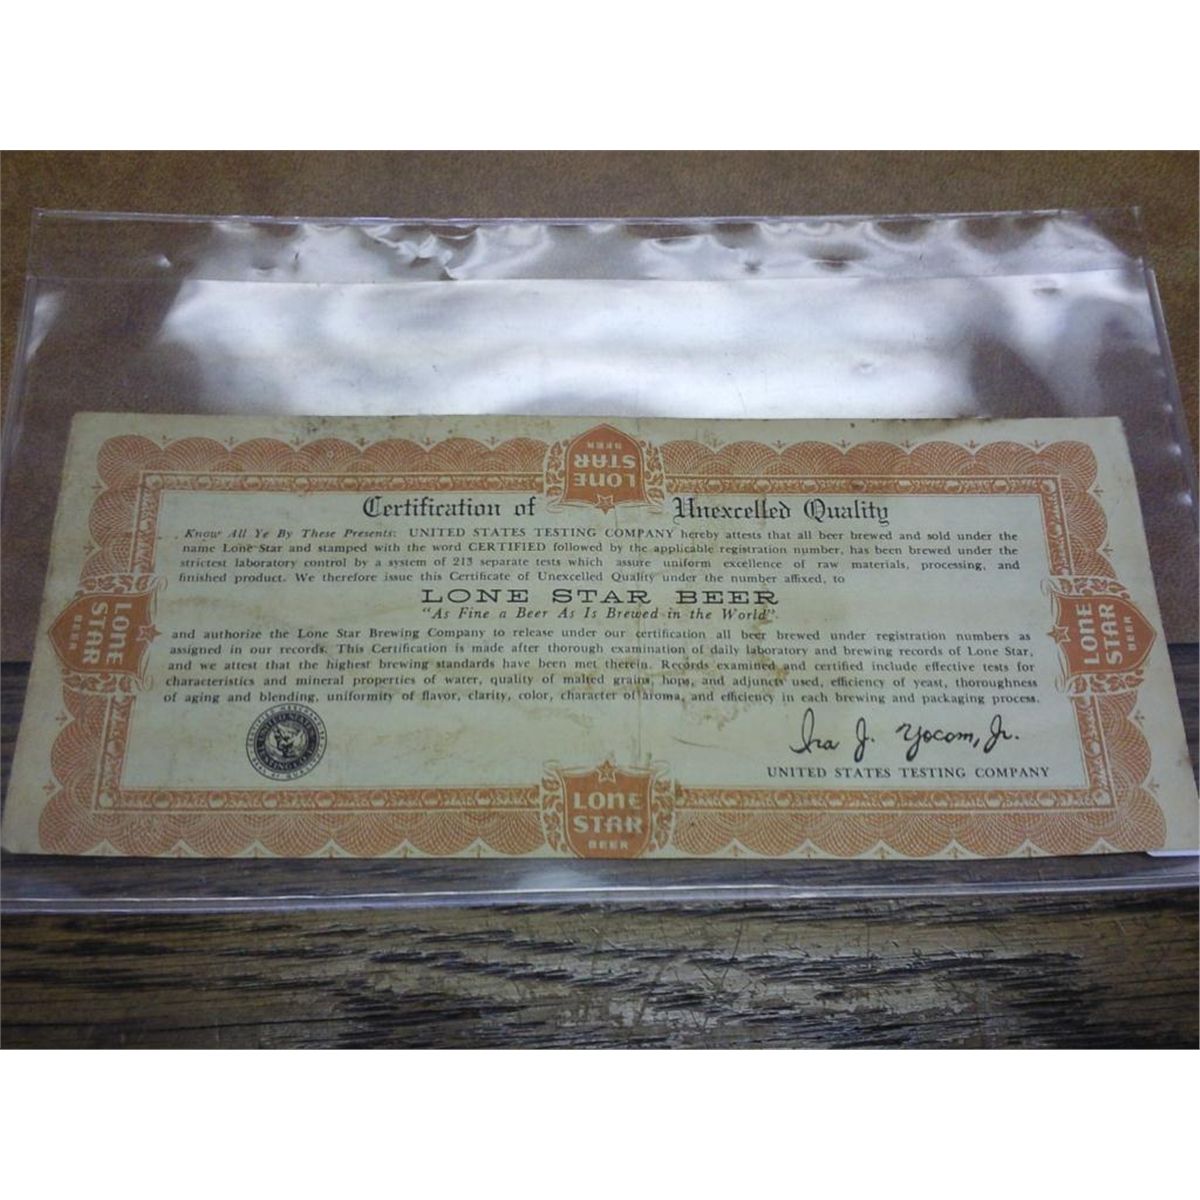 LONE
STAR
BEER
Certification of Unexcelled Quality
Know All Ye By These Presents: UNITED STATES TESTING COMPANY hereby attests that all beer brewed and sold under the
name Lone Star and stamped with the word CERTIFIED followed by the applicable registration number, has been brewed under the
strictest laboratory control by a system of 213 separate tests which assure uniform excellence of raw materials, processing, and
finished product. We therefore issue this Certificate of Unexcelled Quality under the number affixed, to
LONE STAR BEER
"As Fine a Beer As Is Brewed in the World"
LONE
STAR
BEER
LONE
STAR
BEER
and authorize the Lone Star Brewing Company to release under our certification all beer brewed under registration numbers as
assigned in our records. This Certification is made after thorough examination of daily laboratory and brewing records of Lone Star,
and we attest that the highest brewing standards have been met therein. Records examined and certified include effective tests for
characteristics and mineral properties of water, quality of malted grains, hops, and adjuncts used, efficiency of yeast, thoroughness
of aging and blending, uniformity of flavor, clarity, color, character of aroma, and efficiency in each brewing and packaging process.
UNITED STATES
TESTING CO.
Ira J. Yocom, Jr.
UNITED STATES TESTING COMPANY
LONE
STAR
BEER